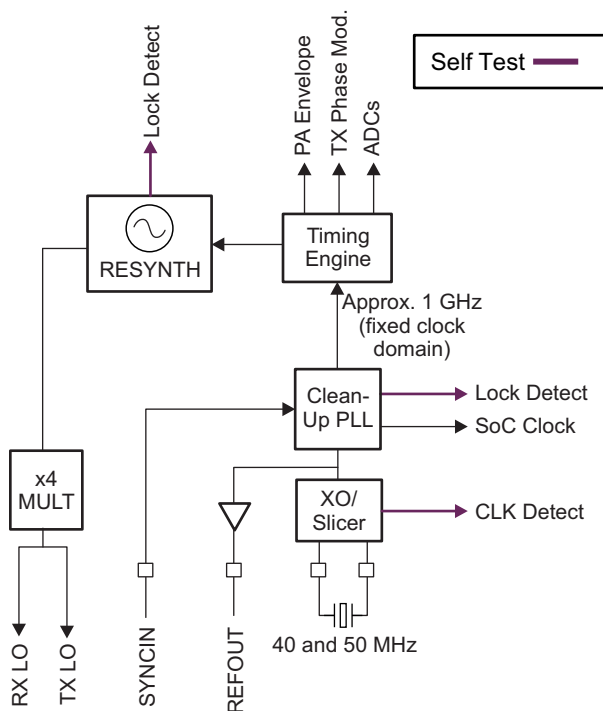 Self Test
Lock Detect
PA Envelope
TX Phase Mod.
ADCs
RESYNTH
Timing
Engine
Approx. 1 GHz
(fixed clock
domain)
Clean-
Up PLL
Lock Detect
SoC Clock
x4
MULT
XO/
Slicer
CLK Detect
RX LO
TX LO
SYNCIN
REFOUT
40 and 50 MHz